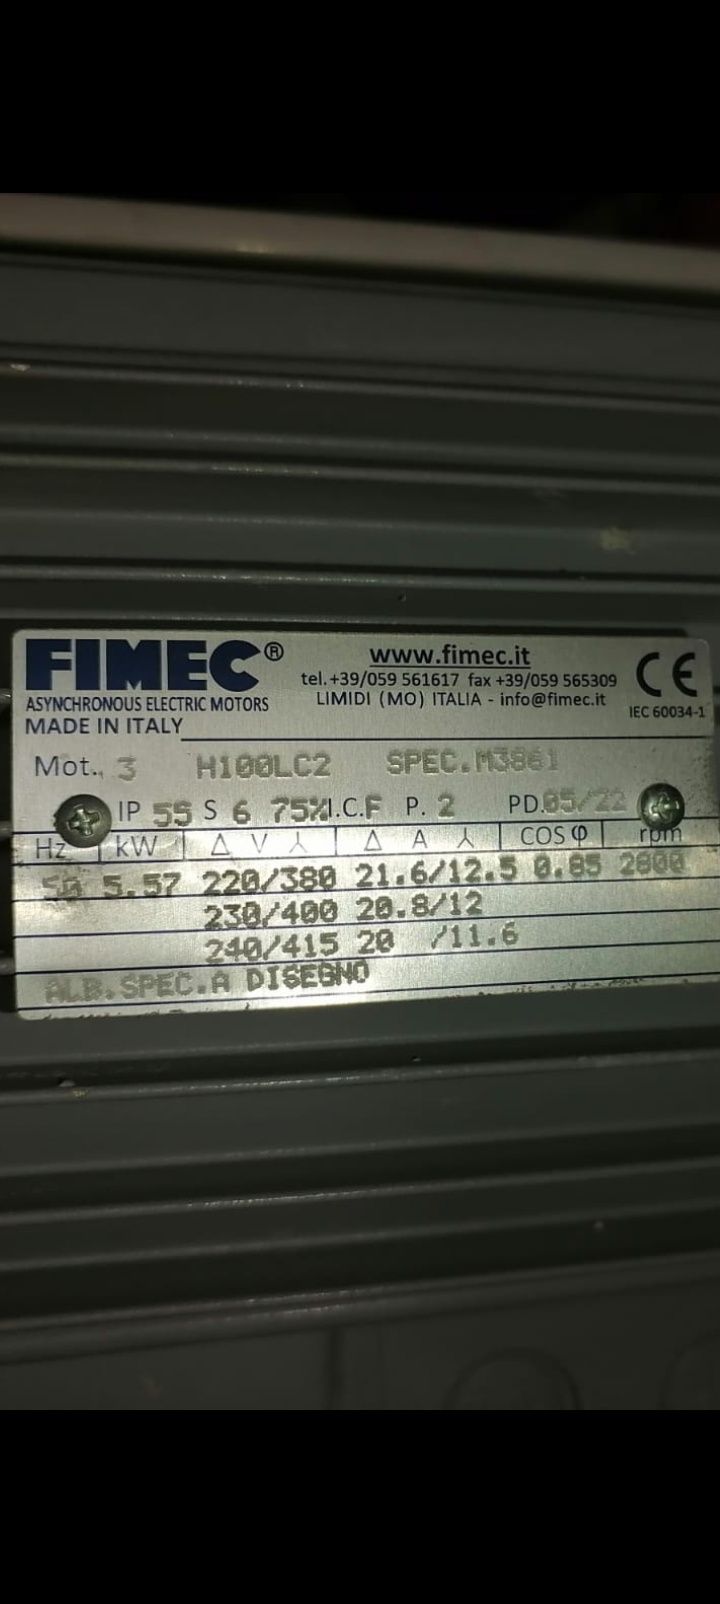 FIMEC®
www.fimec.it
tel.+39/059 561617 fax +39/059 565309
ASYNCHRONOUS ELECTRIC MOTORS
LIMIDI (MO) ITALIA - info@fimec.it
CE
IEC 60034-1
MADE IN ITALY
Mot., 3 H100LC2 SPEC.M3861
IP 55 S 6 75% I.C.F P. 2 PD.05/22
Hz kW Δ V ⅄ Δ A ⅄ COS φ rpm
50 5.57 220/380 21.6/12.5 0.85 2800
230/400 20.8/12
240/415 20 /11.6
ALB.SPEC.A DISEGNO